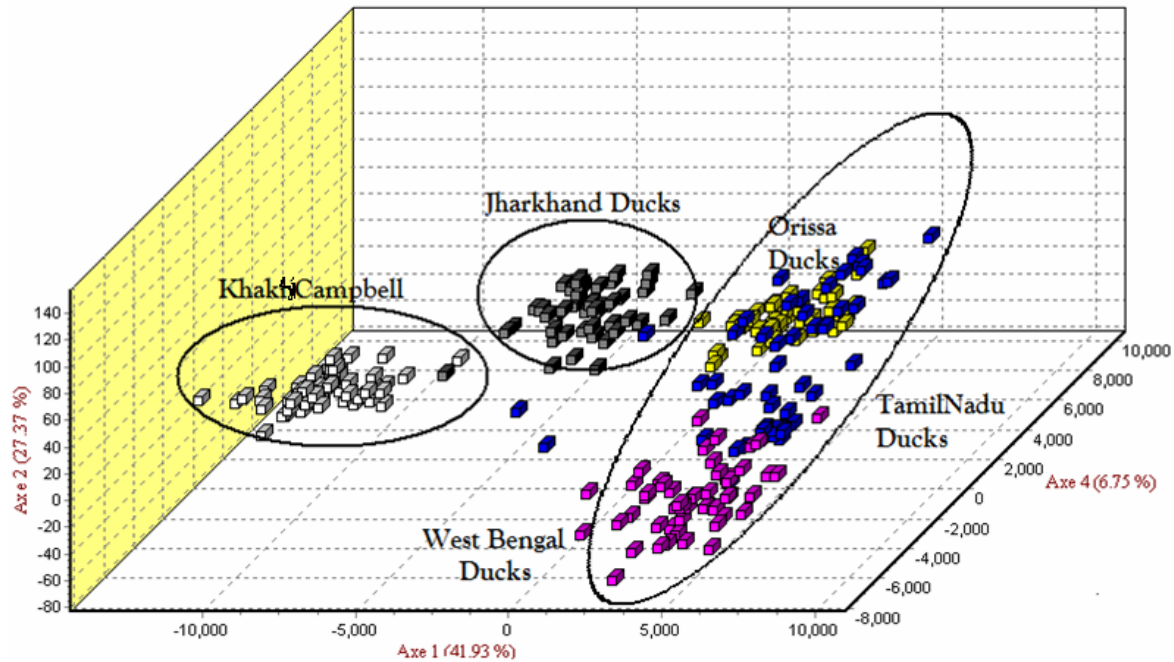 Jharkhand Ducks
Orissa
Ducks
Khakhi Campbell
TamilNadu
Ducks
West Bengal
Ducks
140
120
100
80
60
40
20
0
-20
-40
-60
-80
Axe 2 (27.37 %)
-10,000
-5,000
0
5,000
10,000
Axe 1 (41.93 %)
10,000
8,000
6,000
4,000
2,000
0
-2,000
-4,000
-6,000
-8,000
Axe 4 (6.75 %)